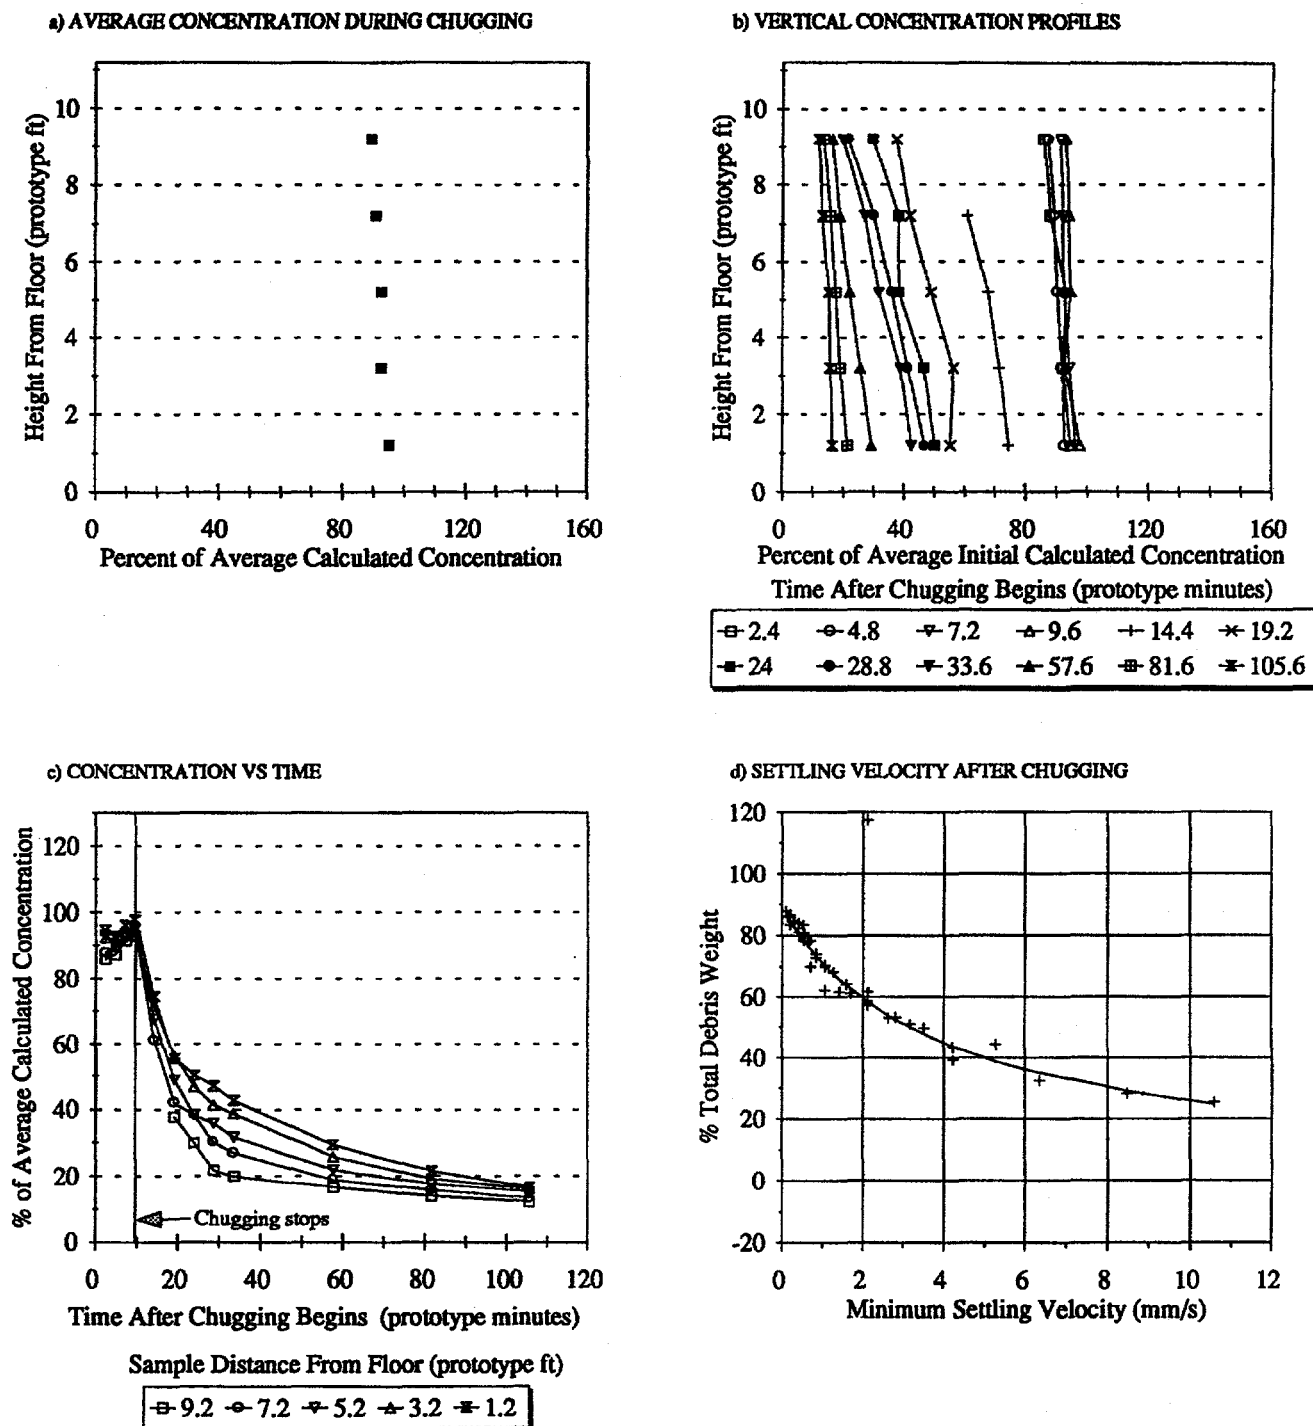 a) AVERAGE CONCENTRATION DURING CHUGGING
Height From Floor (prototype ft)
10
8
6
4
2
0
0 40 80 120 160
Percent of Average Calculated Concentration
b) VERTICAL CONCENTRATION PROFILES
Height From Floor (prototype ft)
10
8
6
4
2
0
0 40 80 120 160
Percent of Average Initial Calculated Concentration
Time After Chugging Begins (prototype minutes)
2.4 4.8 7.2 9.6 14.4 19.2
24 28.8 33.6 57.6 81.6 105.6
c) CONCENTRATION VS TIME
% of Average Calculated Concentration
120
100
80
60
40
20
0
Chugging stops
0 20 40 60 80 100 120
Time After Chugging Begins (prototype minutes)
Sample Distance From Floor (prototype ft)
9.2 7.2 5.2 3.2 1.2
d) SETTLING VELOCITY AFTER CHUGGING
% Total Debris Weight
120
100
80
60
40
20
0
-20
0 2 4 6 8 10 12
Minimum Settling Velocity (mm/s)